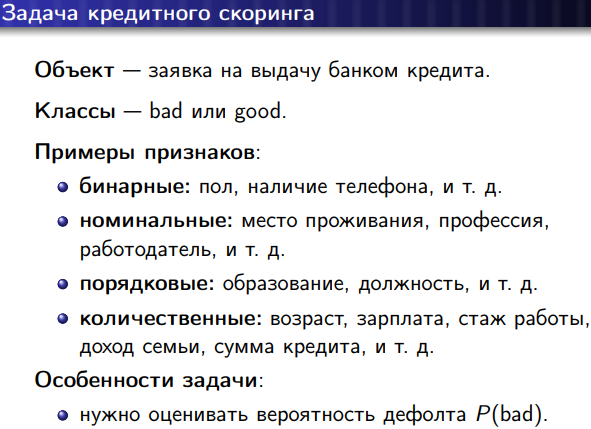 Задача кредитного скоринга
Объект — заявка на выдачу банком кредита.
Классы — bad или good.
Примеры признаков:
бинарные: пол, наличие телефона, и т. д.
номинальные: место проживания, профессия,
работодатель, и т. д.
порядковые: образование, должность, и т. д.
количественные: возраст, зарплата, стаж работы,
доход семьи, сумма кредита, и т. д.
Особенности задачи:
нужно оценивать вероятность дефолта P(bad).